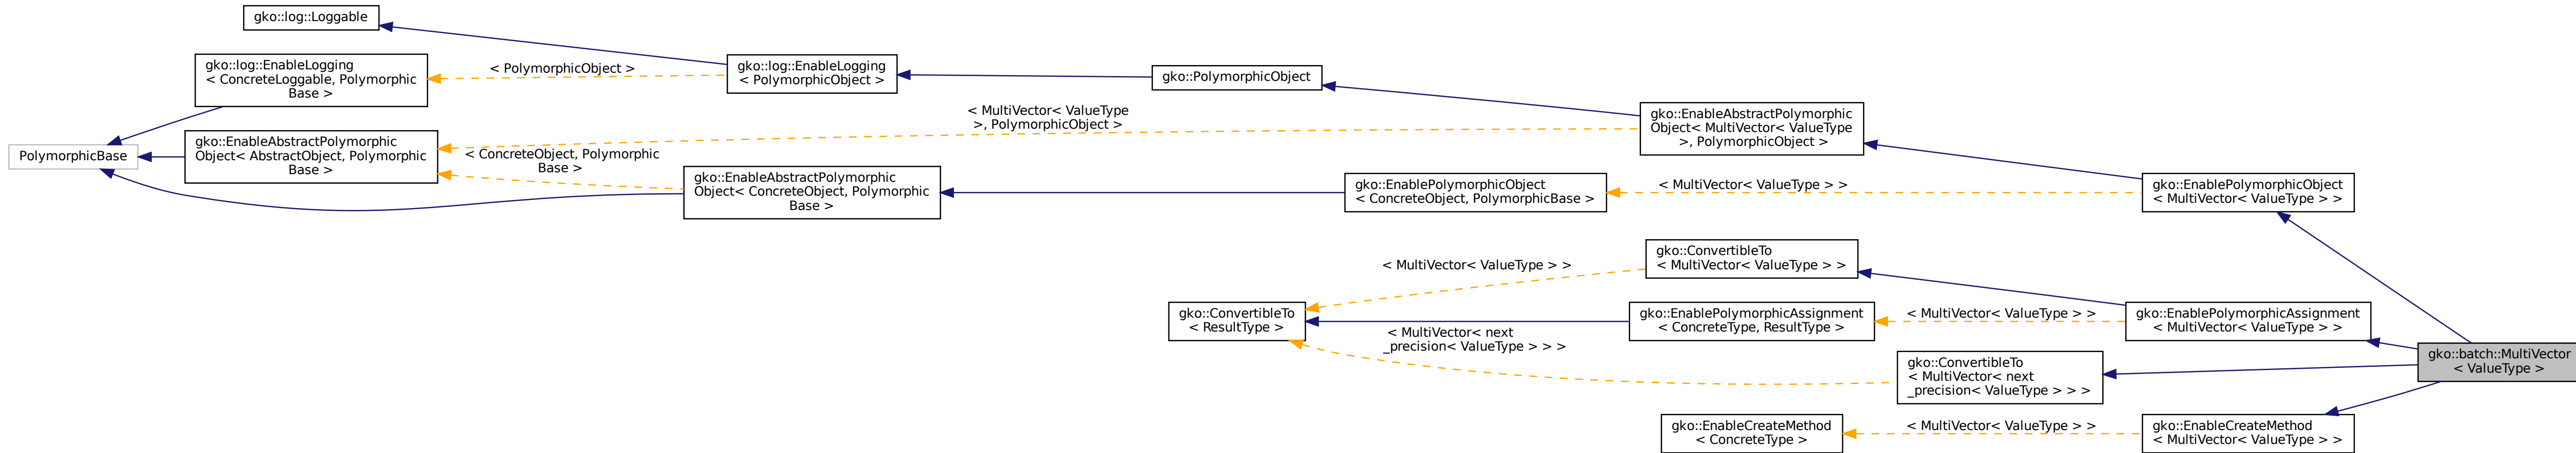 gko::log::Loggable
gko::log::EnableLogging
< ConcreteLoggable, Polymorphic
Base >
< PolymorphicObject >
gko::log::EnableLogging
< PolymorphicObject >
gko::PolymorphicObject
PolymorphicBase
gko::EnableAbstractPolymorphic
Object< AbstractObject, Polymorphic
Base >
< MultiVector< ValueType
>, PolymorphicObject >
gko::EnableAbstractPolymorphic
Object< MultiVector< ValueType
>, PolymorphicObject >
< ConcreteObject, Polymorphic
Base >
gko::EnableAbstractPolymorphic
Object< ConcreteObject, Polymorphic
Base >
gko::EnablePolymorphicObject
< ConcreteObject, PolymorphicBase >
< MultiVector< ValueType > >
gko::EnablePolymorphicObject
< MultiVector< ValueType > >
gko::ConvertibleTo
< MultiVector< ValueType > >
< MultiVector< ValueType > >
gko::ConvertibleTo
< ResultType >
gko::EnablePolymorphicAssignment
< ConcreteType, ResultType >
< MultiVector< ValueType > >
gko::EnablePolymorphicAssignment
< MultiVector< ValueType > >
< MultiVector< next
_precision< ValueType > > >
gko::ConvertibleTo
< MultiVector< next
_precision< ValueType > > >
gko::batch::MultiVector
< ValueType >
gko::EnableCreateMethod
< ConcreteType >
< MultiVector< ValueType > >
gko::EnableCreateMethod
< MultiVector< ValueType > >